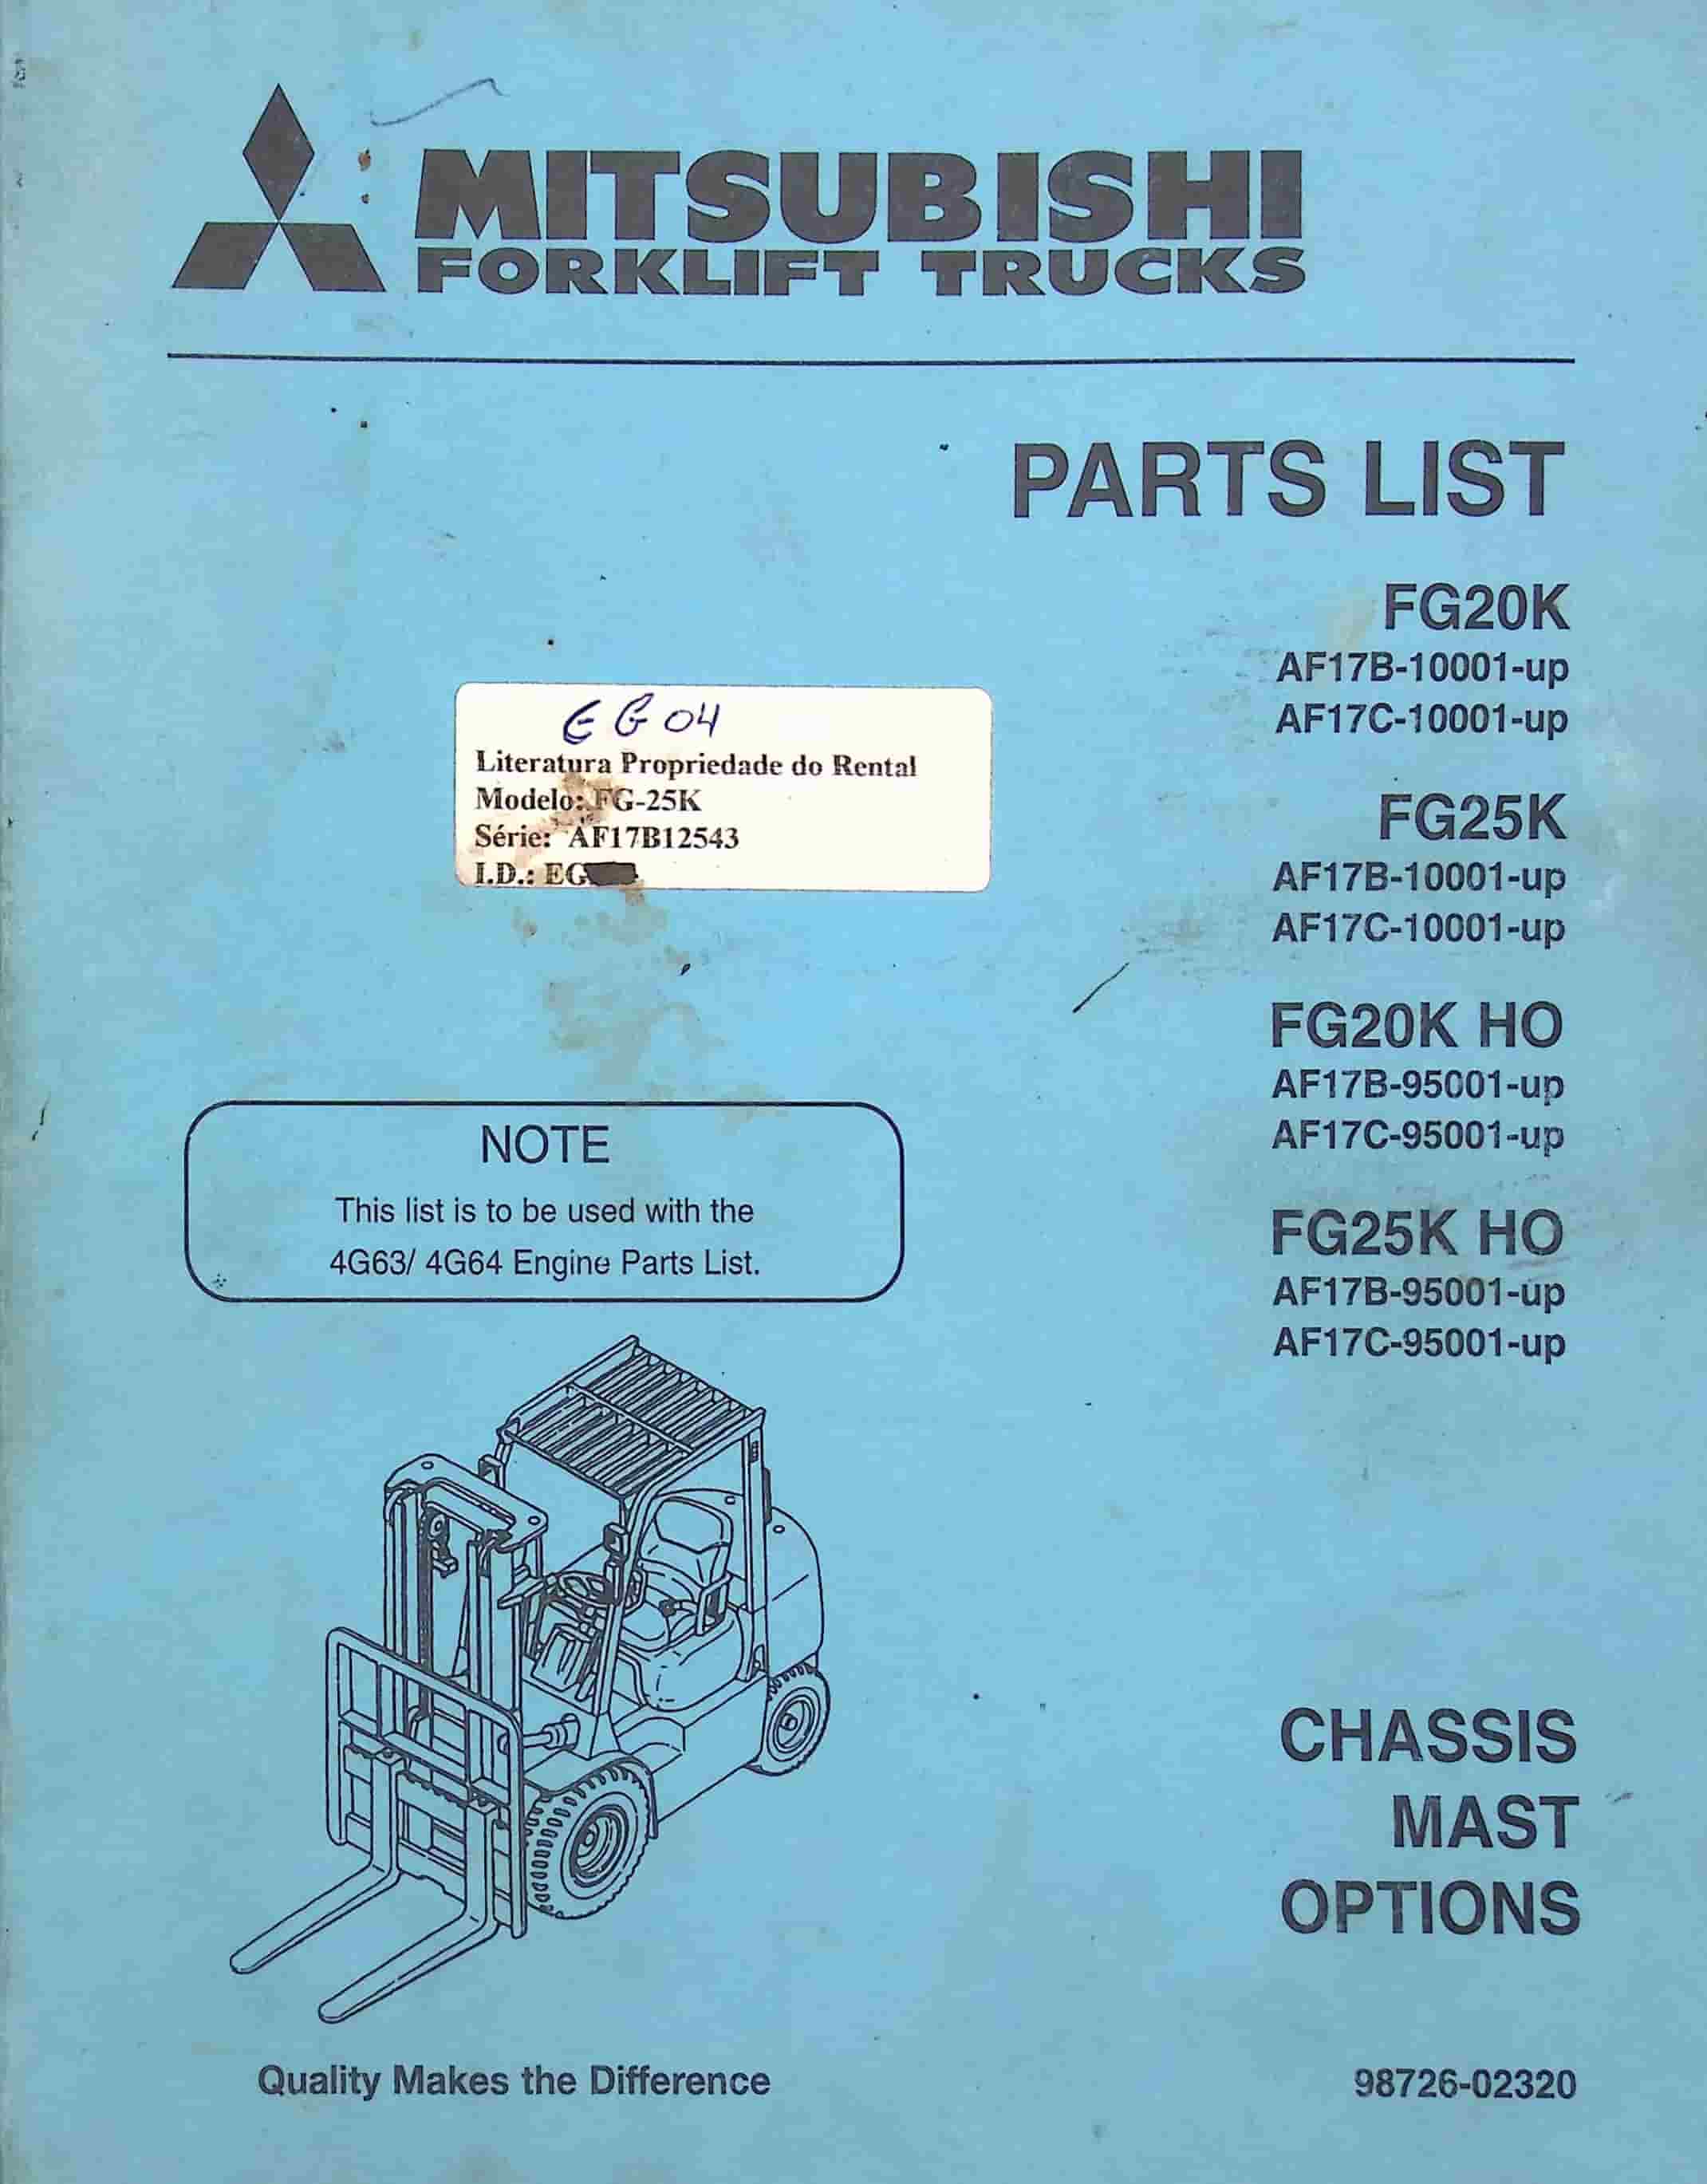 MITSUBISHI
FORKLIFT TRUCKS
PARTS LIST
FG20K
AF17B-10001-up
AF17C-10001-up
FG25K
AF17B-10001-up
AF17C-10001-up
FG20K HO
AF17B-95001-up
AF17C-95001-up
FG25K HO
AF17B-95001-up
AF17C-95001-up
EG 04
Literatura Propriedade do Rental
Modelo: FG-25K
Série: AF17B12543
I.D.: EG
NOTE
This list is to be used with the
4G63/ 4G64 Engine Parts List.
CHASSIS
MAST
OPTIONS
Quality Makes the Difference
98726-02320